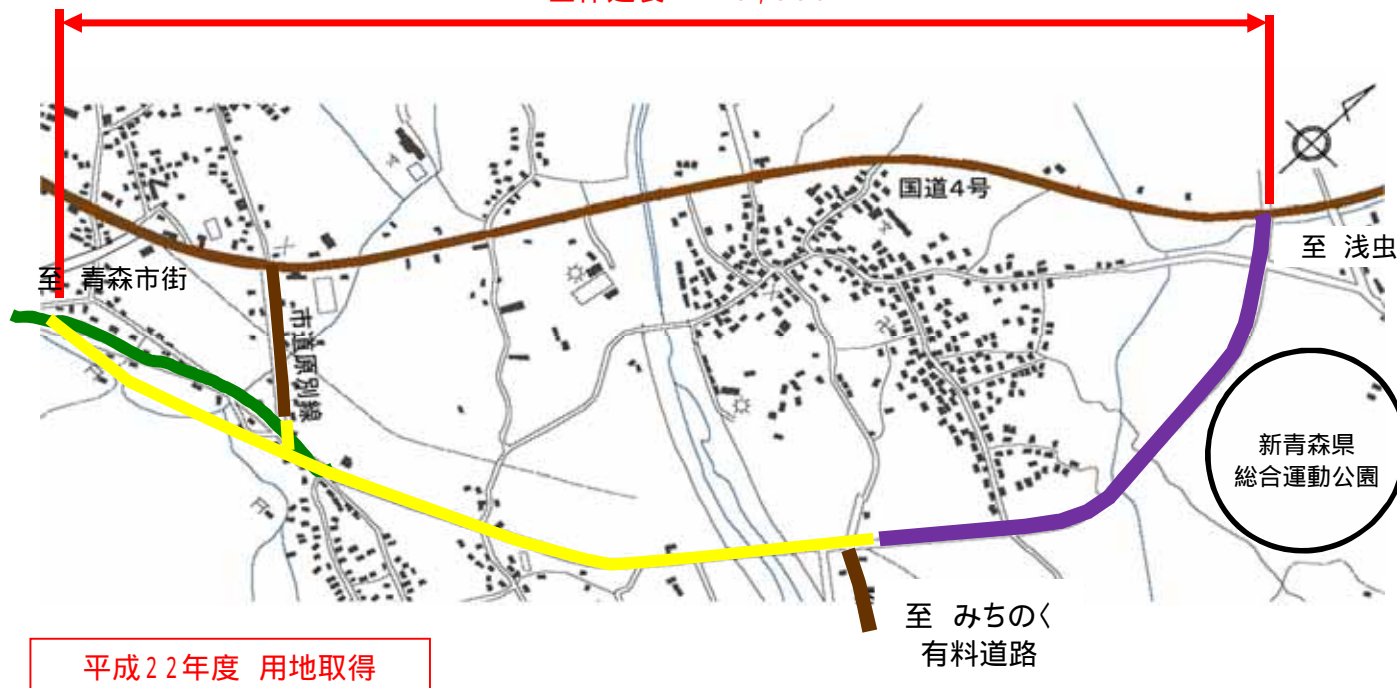 国道4号
至 浅虫
至 青森市街
市道原別線
新青森県
総合運動公園
至 みちのく
有料道路
平成22年度 用地取得